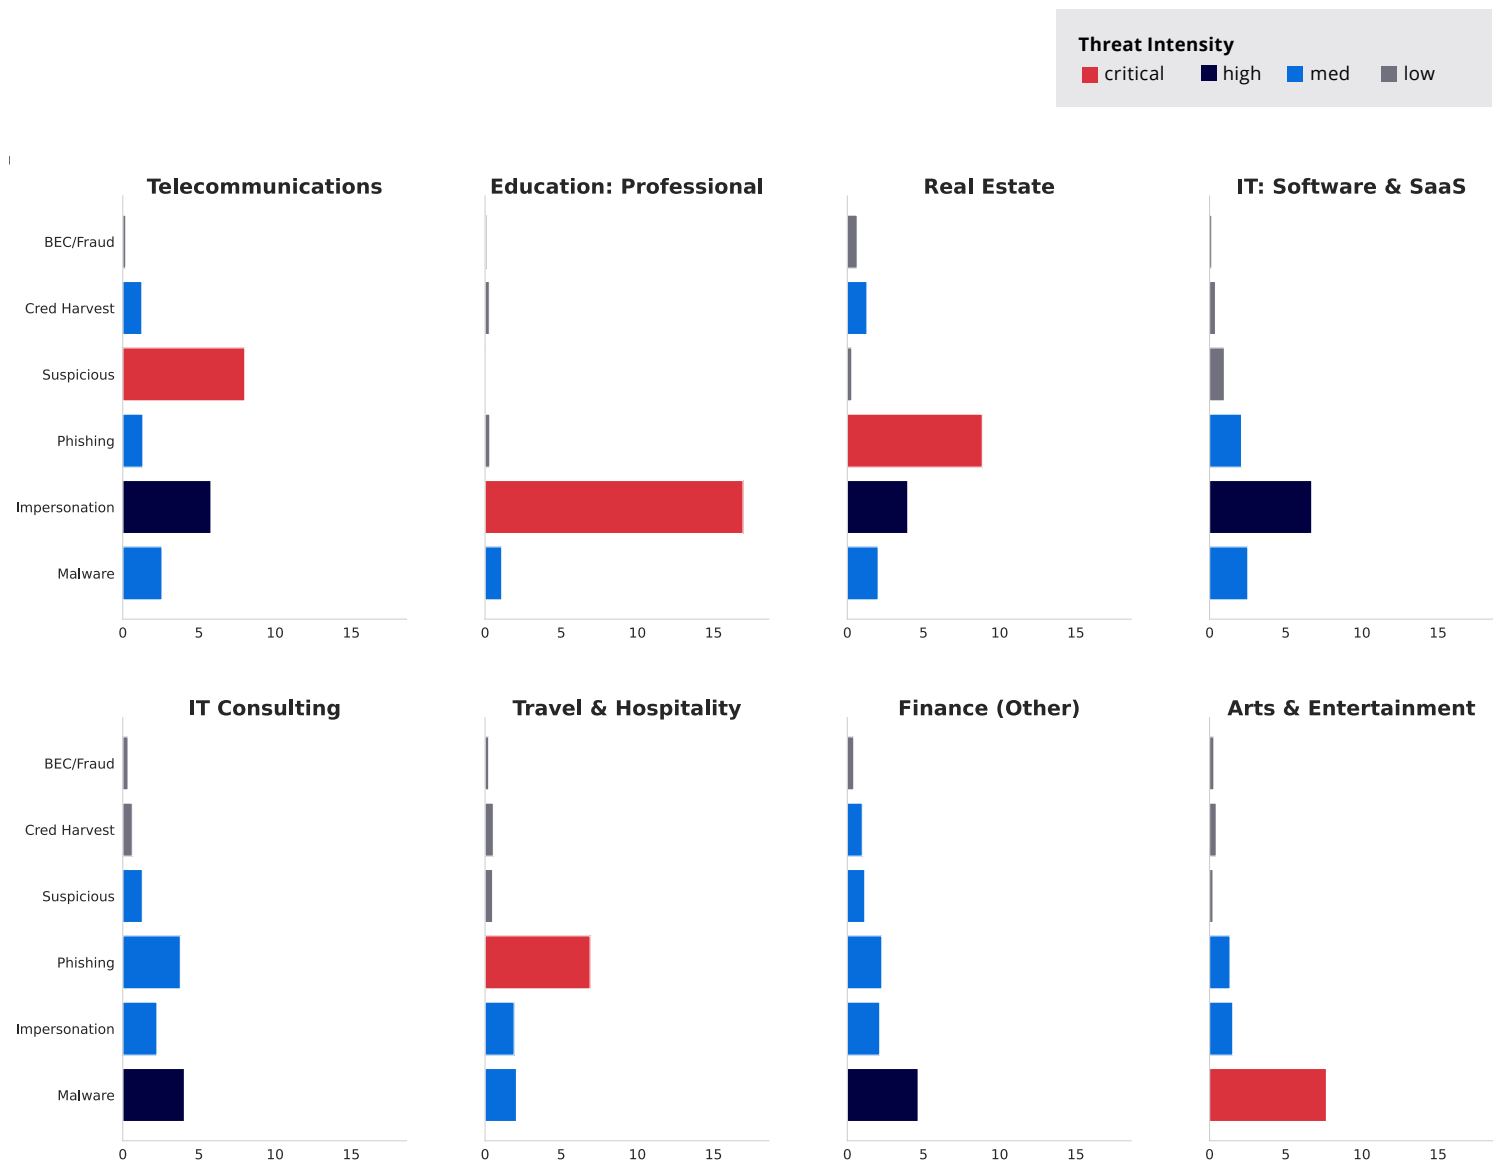 Threat Intensity
critical high med low
Telecommunications Education: Professional Real Estate IT: Software & SaaS
BEC/Fraud
Cred Harvest
Suspicious
Phishing
Impersonation
Malware
0 5 10 15 0 5 10 15 0 5 10 15 0 5 10 15
IT Consulting Travel & Hospitality Finance (Other) Arts & Entertainment
BEC/Fraud
Cred Harvest
Suspicious
Phishing
Impersonation
Malware
0 5 10 15 0 5 10 15 0 5 10 15 0 5 10 15